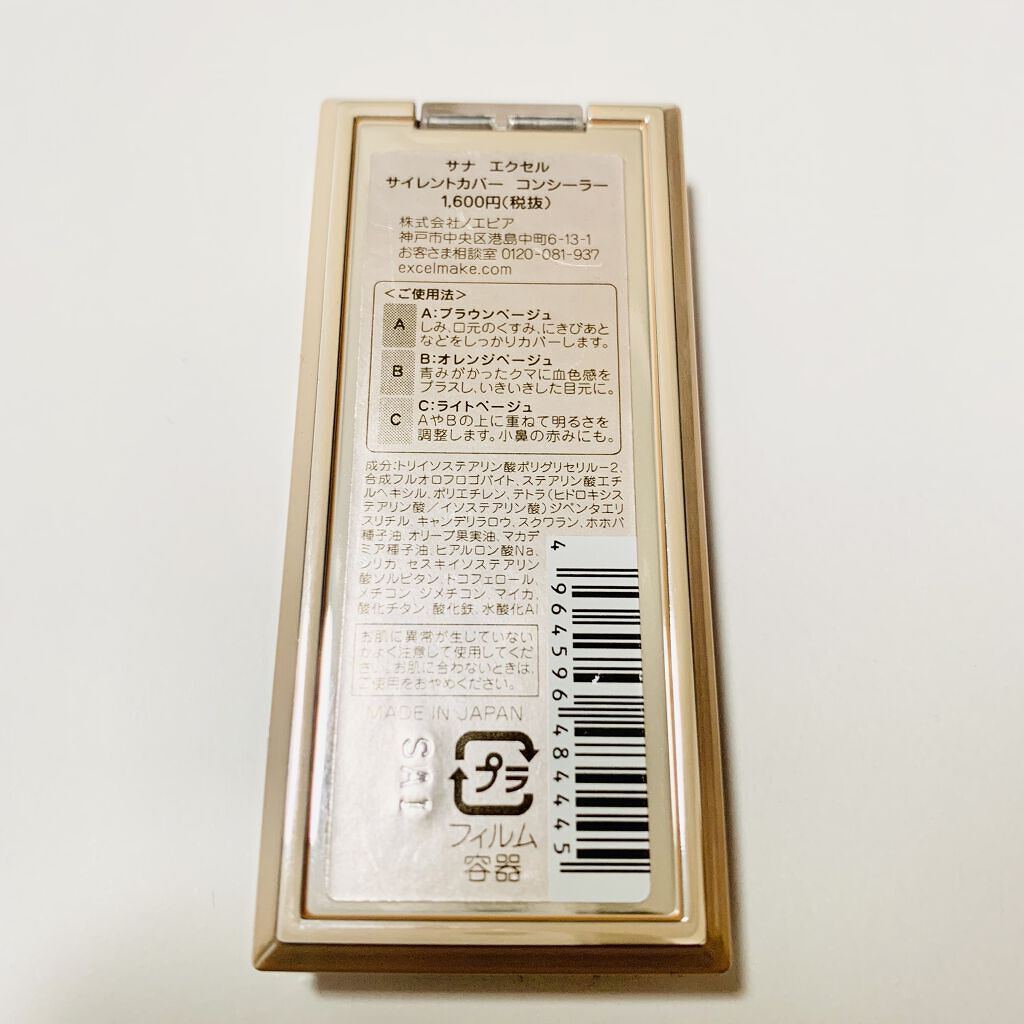 サナ エクセル
サイレントカバー コンシーラー
1,600円(税抜)
株式会社ノエビア
神戸市中央区港島中町6-13-1
お客さま相談室 0120-081-937
excelmake.com
<ご使用法>
A
A:ブラウンベージュ
しみ、口元のくすみ、にきびあと
などをしっかりカバーします。
B
B:オレンジベージュ
青みがかったクマに血色感を
プラスし、いきいきした目元に。
C
C:ライトベージュ
AやBの上に重ねて明るさを
調整します。小鼻の赤みにも。
成分:トリイソステアリン酸ポリグリセリル-2、
合成フルオロフロゴパイト、ステアリン酸エチ
ルヘキシル、ポリエチレン、テトラ(ヒドロキシス
テアリン酸/イソステアリン酸)ジペンタエリ
スリチル、キャンデリラロウ、スクワラン、ホホバ
種子油、オリーブ果実油、マカデ
ミア種子油、ヒアルロン酸Na、
シリカ、セスキイソステアリン
酸ソルビタン、トコフェロール、
メチコン、ジメチコン、マイカ、
酸化チタン、酸化鉄、水酸化Al
お肌に異常が生じていない
かよく注意して使用してくだ
さい。お肌に合わないときは、
ご使用をおやめください。
MADE IN JAPAN
SAI
プラ
フィルム
容器
4 964596 484445